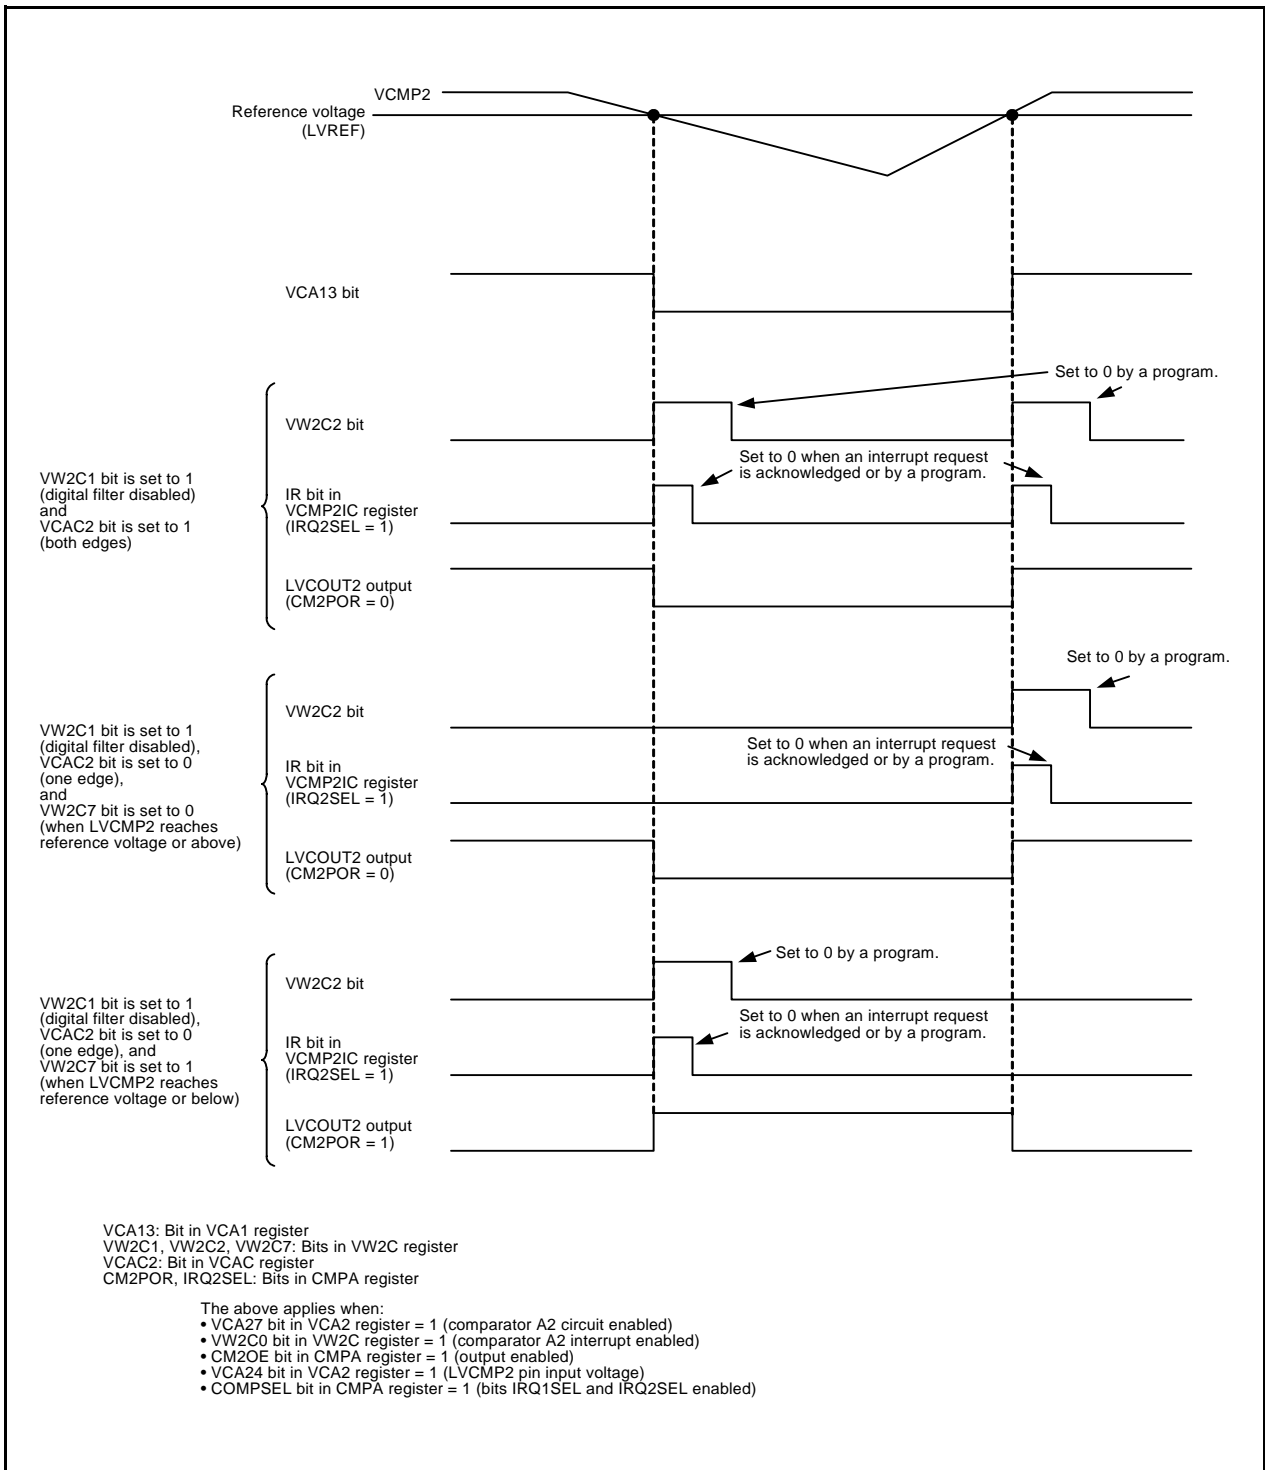 VCMP2
Reference voltage
(LVREF)
VCA13 bit
Set to 0 by a program.
VW2C2 bit
Set to 0 when an interrupt request
is acknowledged or by a program.
VW2C1 bit is set to 1
(digital filter disabled)
and
VCAC2 bit is set to 1
(both edges)
IR bit in
VCMP2IC register
(IRQ2SEL = 1)
LVCOUT2 output
(CM2POR = 0)
Set to 0 by a program.
VW2C2 bit
VW2C1 bit is set to 1
(digital filter disabled),
VCAC2 bit is set to 0
(one edge),
and
VW2C7 bit is set to 0
(when LVCMP2 reaches
reference voltage or above)
Set to 0 when an interrupt request
is acknowledged or by a program.
IR bit in
VCMP2IC register
(IRQ2SEL = 1)
LVCOUT2 output
(CM2POR = 0)
Set to 0 by a program.
VW2C2 bit
VW2C1 bit is set to 1
(digital filter disabled),
VCAC2 bit is set to 0
(one edge), and
VW2C7 bit is set to 1
(when LVCMP2 reaches
reference voltage or below)
Set to 0 when an interrupt request
is acknowledged or by a program.
IR bit in
VCMP2IC register
(IRQ2SEL = 1)
LVCOUT2 output
(CM2POR = 1)
VCA13: Bit in VCA1 register
VW2C1, VW2C2, VW2C7: Bits in VW2C register
VCAC2: Bit in VCAC register
CM2POR, IRQ2SEL: Bits in CMPA register
The above applies when:
• VCA27 bit in VCA2 register = 1 (comparator A2 circuit enabled)
• VW2C0 bit in VW2C register = 1 (comparator A2 interrupt enabled)
• CM2OE bit in CMPA register = 1 (output enabled)
• VCA24 bit in VCA2 register = 1 (LVCMP2 pin input voltage)
• COMPSEL bit in CMPA register = 1 (bits IRQ1SEL and IRQ2SEL enabled)